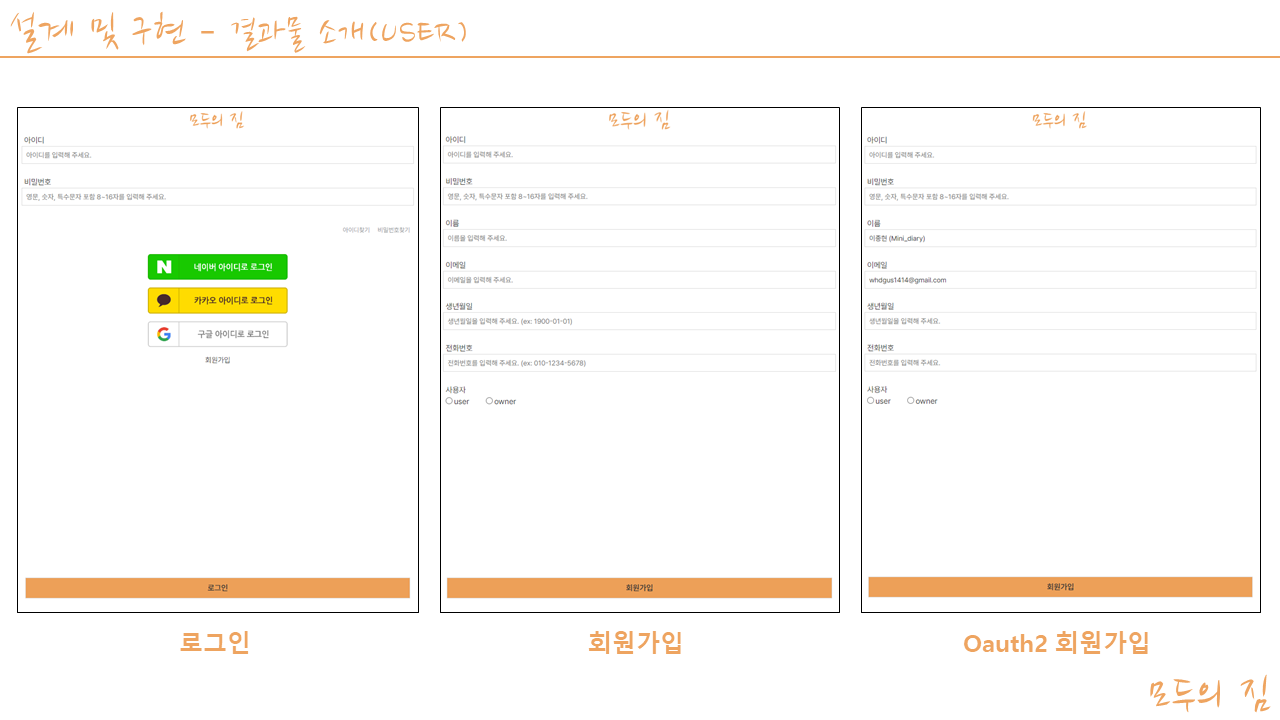 설계 및 구현 - 결과물 소개(USER)
모두의 짐
아이디
아이디를 입력해 주세요.
비밀번호
영문, 숫자, 특수문자 포함 8~16자를 입력해 주세요.
아이디찾기 비밀번호찾기
네이버 아이디로 로그인
카카오 아이디로 로그인
구글 아이디로 로그인
회원가입
로그인
로그인
모두의 짐
아이디
아이디를 입력해 주세요.
비밀번호
영문, 숫자, 특수문자 포함 8~16자를 입력해 주세요.
이름
이름을 입력해 주세요.
이메일
이메일을 입력해 주세요.
생년월일
생년월일을 입력해 주세요. (ex: 1900-01-01)
전화번호
전화번호를 입력해 주세요. (ex: 010-1234-5678)
사용자
user owner
회원가입
회원가입
모두의 짐
아이디
아이디를 입력해 주세요.
비밀번호
영문, 숫자, 특수문자 포함 8~16자를 입력해 주세요.
이름
이종현 (Mini_diary)
이메일
whdgus1414@gmail.com
생년월일
생년월일을 입력해 주세요.
전화번호
전화번호을 입력해 주세요.
사용자
user owner
회원가입
Oauth2 회원가입
모두의 짐